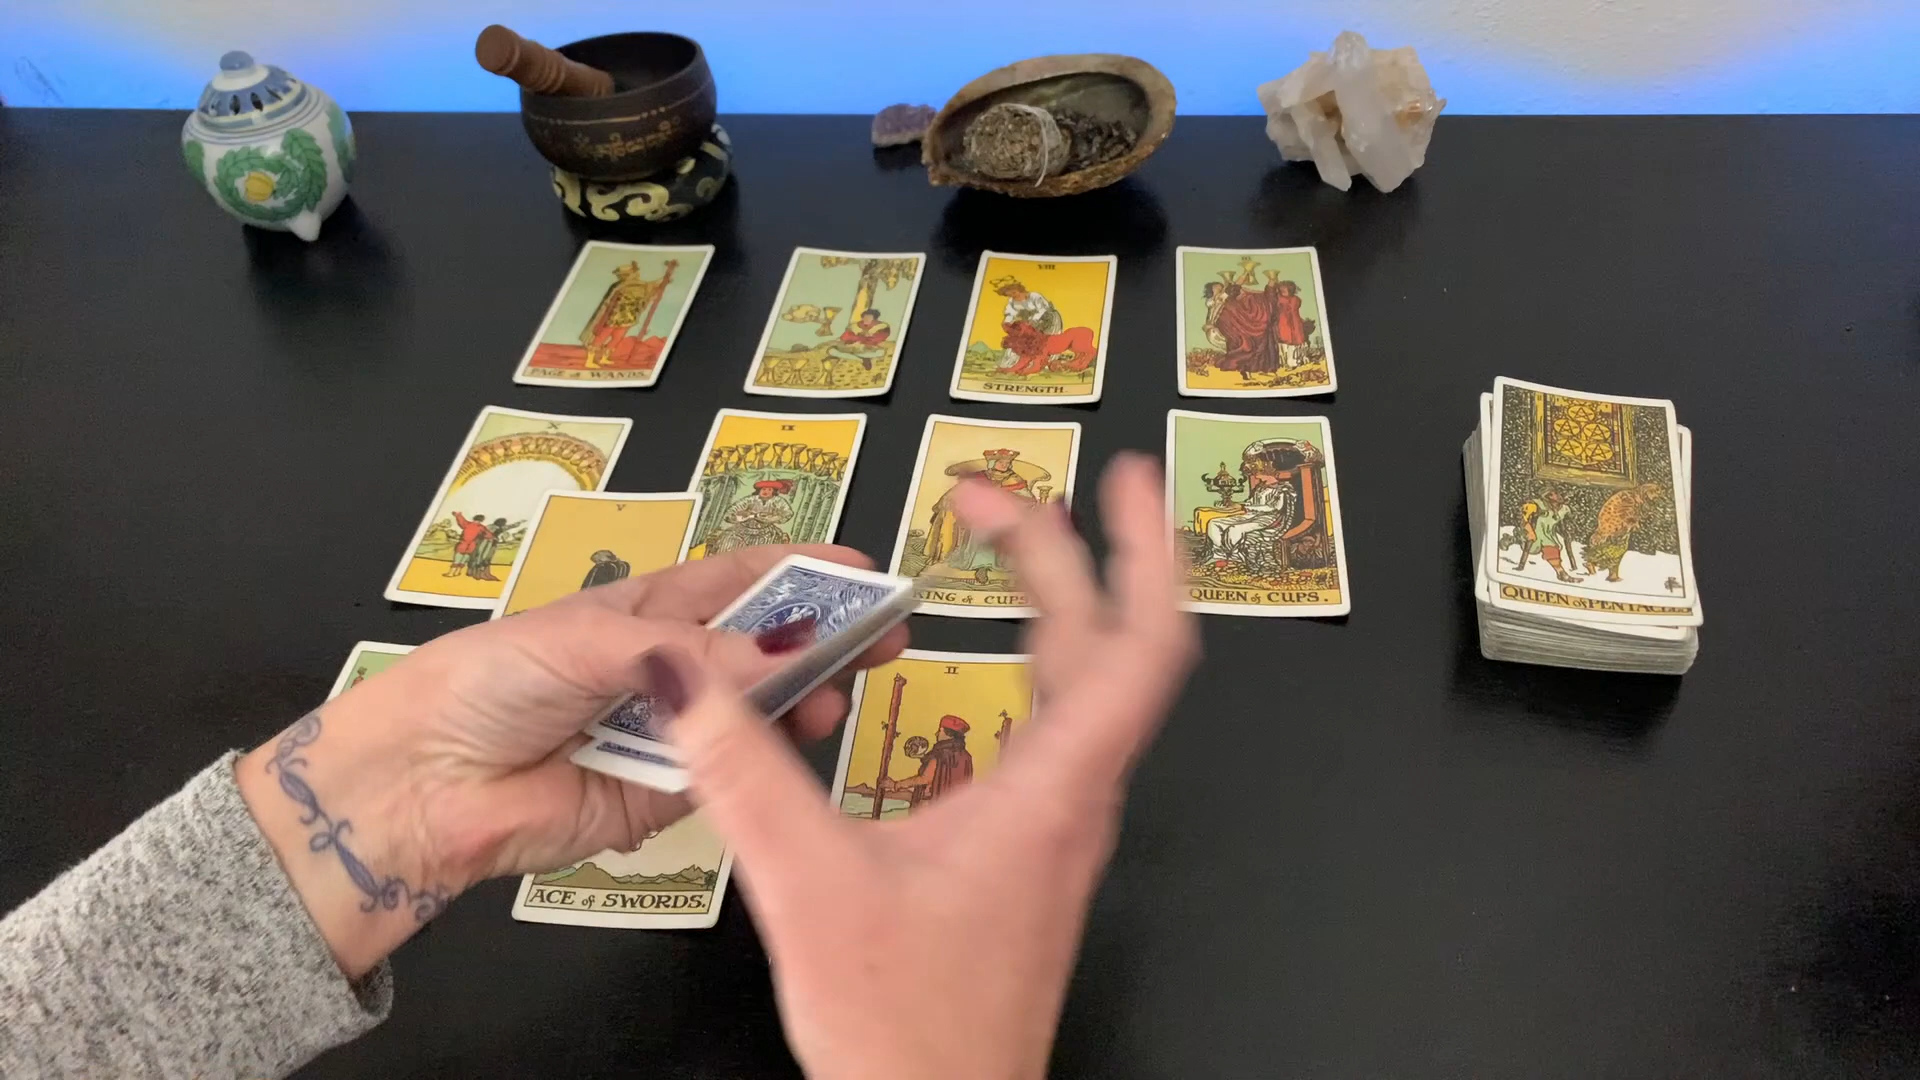 VIII
PAGE of WANDS.
STRENGTH.
X
IX
V
KING of CUPS
QUEEN of CUPS.
QUEEN of PENTACLES
II
ACE of SWORDS.